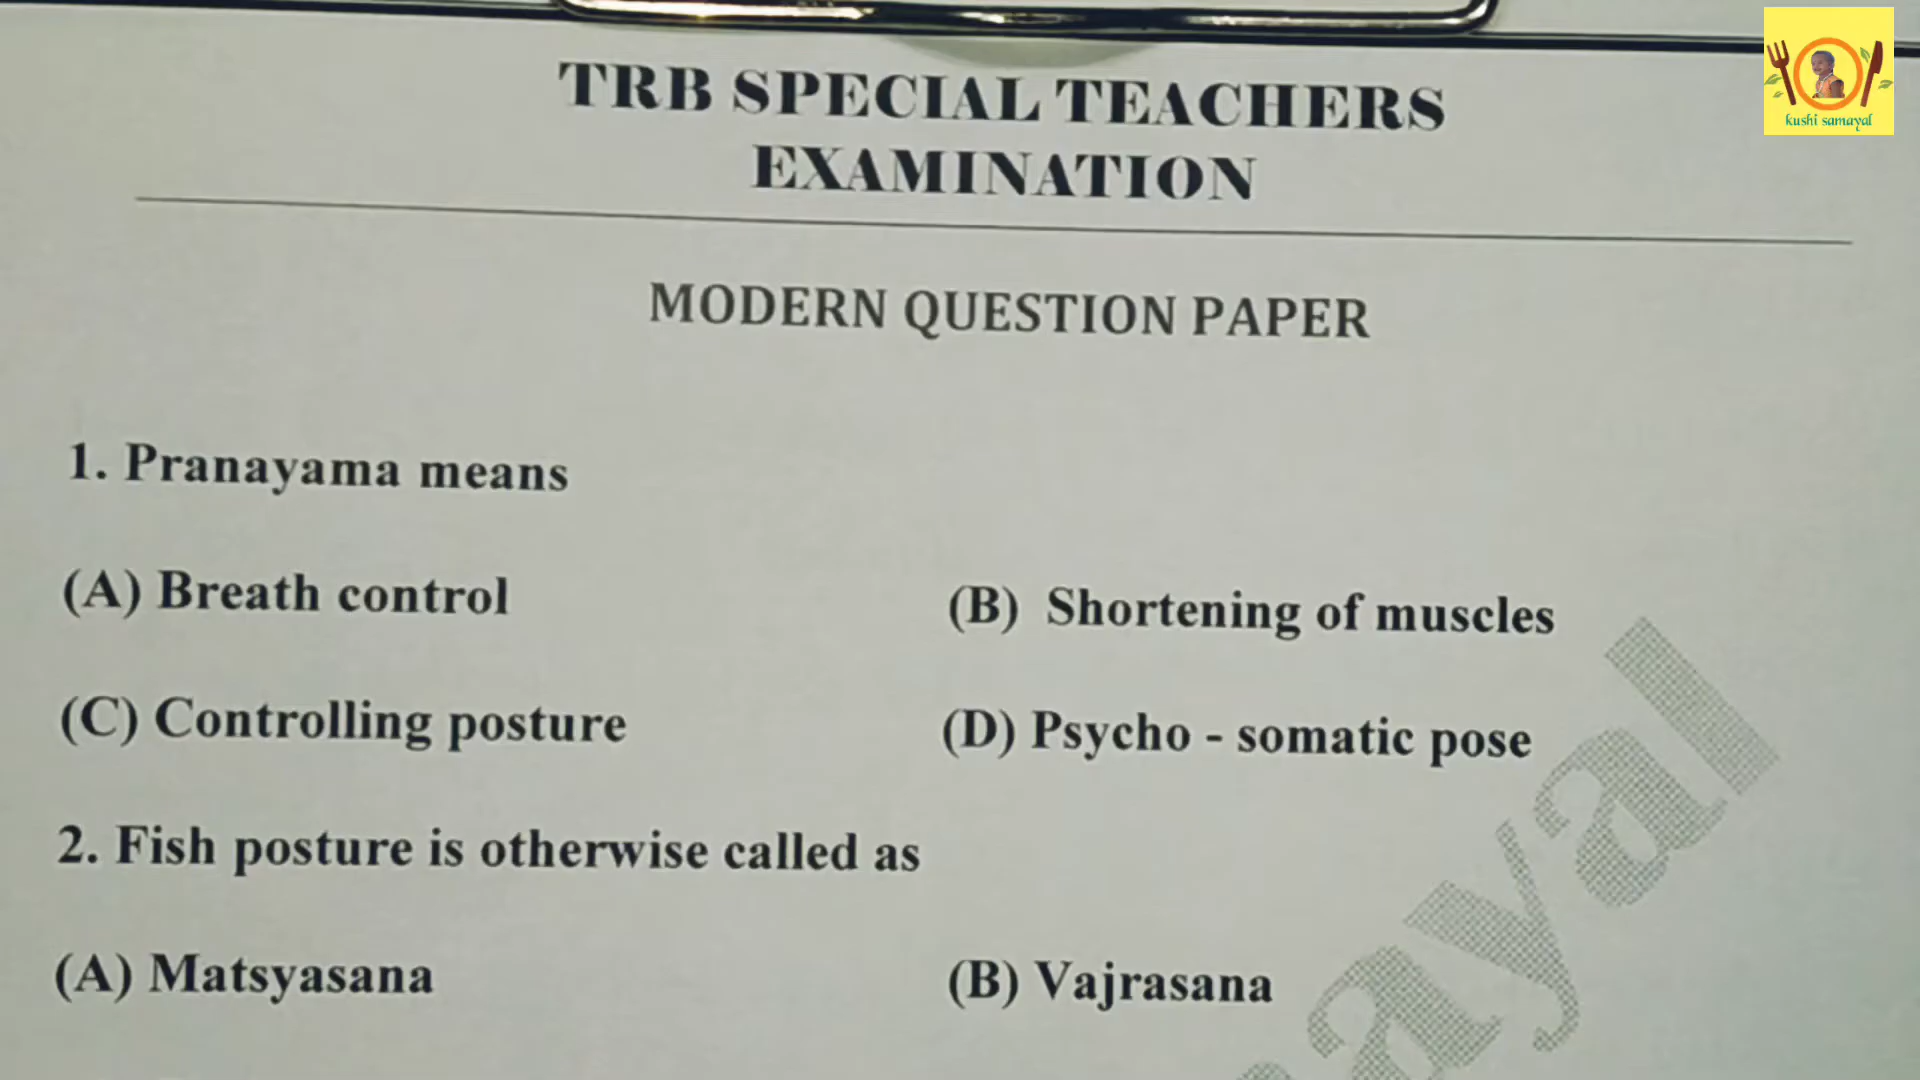 kushi samayal
TRB SPECIAL TEACHERS
EXAMINATION
MODERN QUESTION PAPER
1. Pranayama means
(A) Breath control
(B) Shortening of muscles
(C) Controlling posture
(D) Psycho - somatic pose
2. Fish posture is otherwise called as
(A) Matsyasana
(B) Vajrasana
ayal